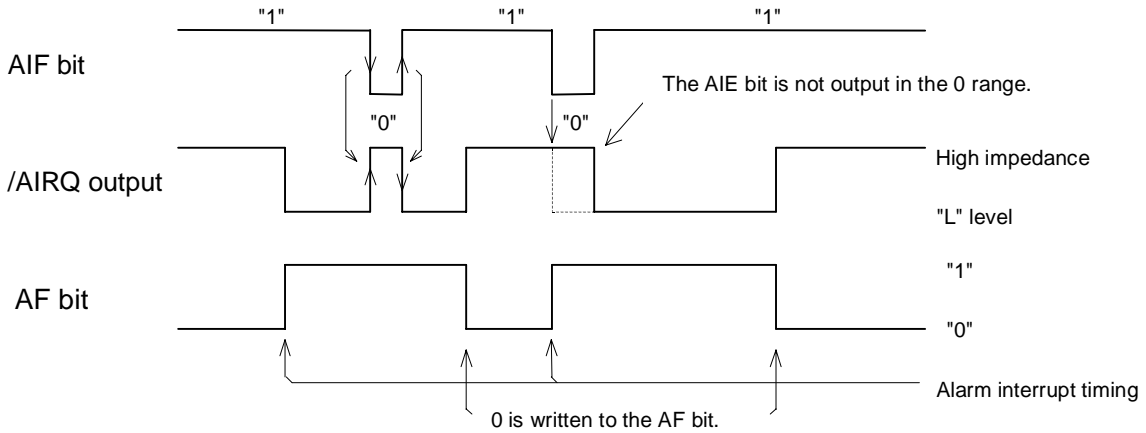 "1" "1" "1"
AIF bit
The AIE bit is not output in the 0 range.
"0" "0"
High impedance
/AIRQ output
"L" level
"1"
AF bit
"0"
Alarm interrupt timing
0 is written to the AF bit.